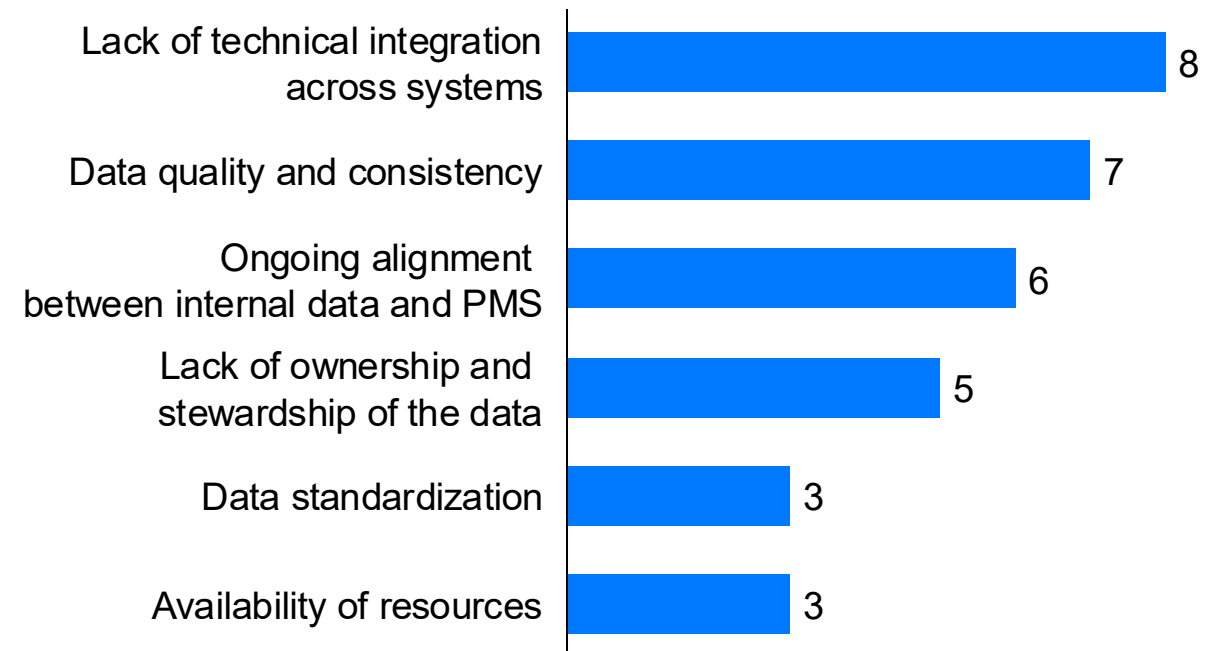 Lack of technical integration
across systems
8
Data quality and consistency
7
Ongoing alignment
between internal data and PMS
6
Lack of ownership and
stewardship of the data
5
Data standardization
3
Availability of resources
3